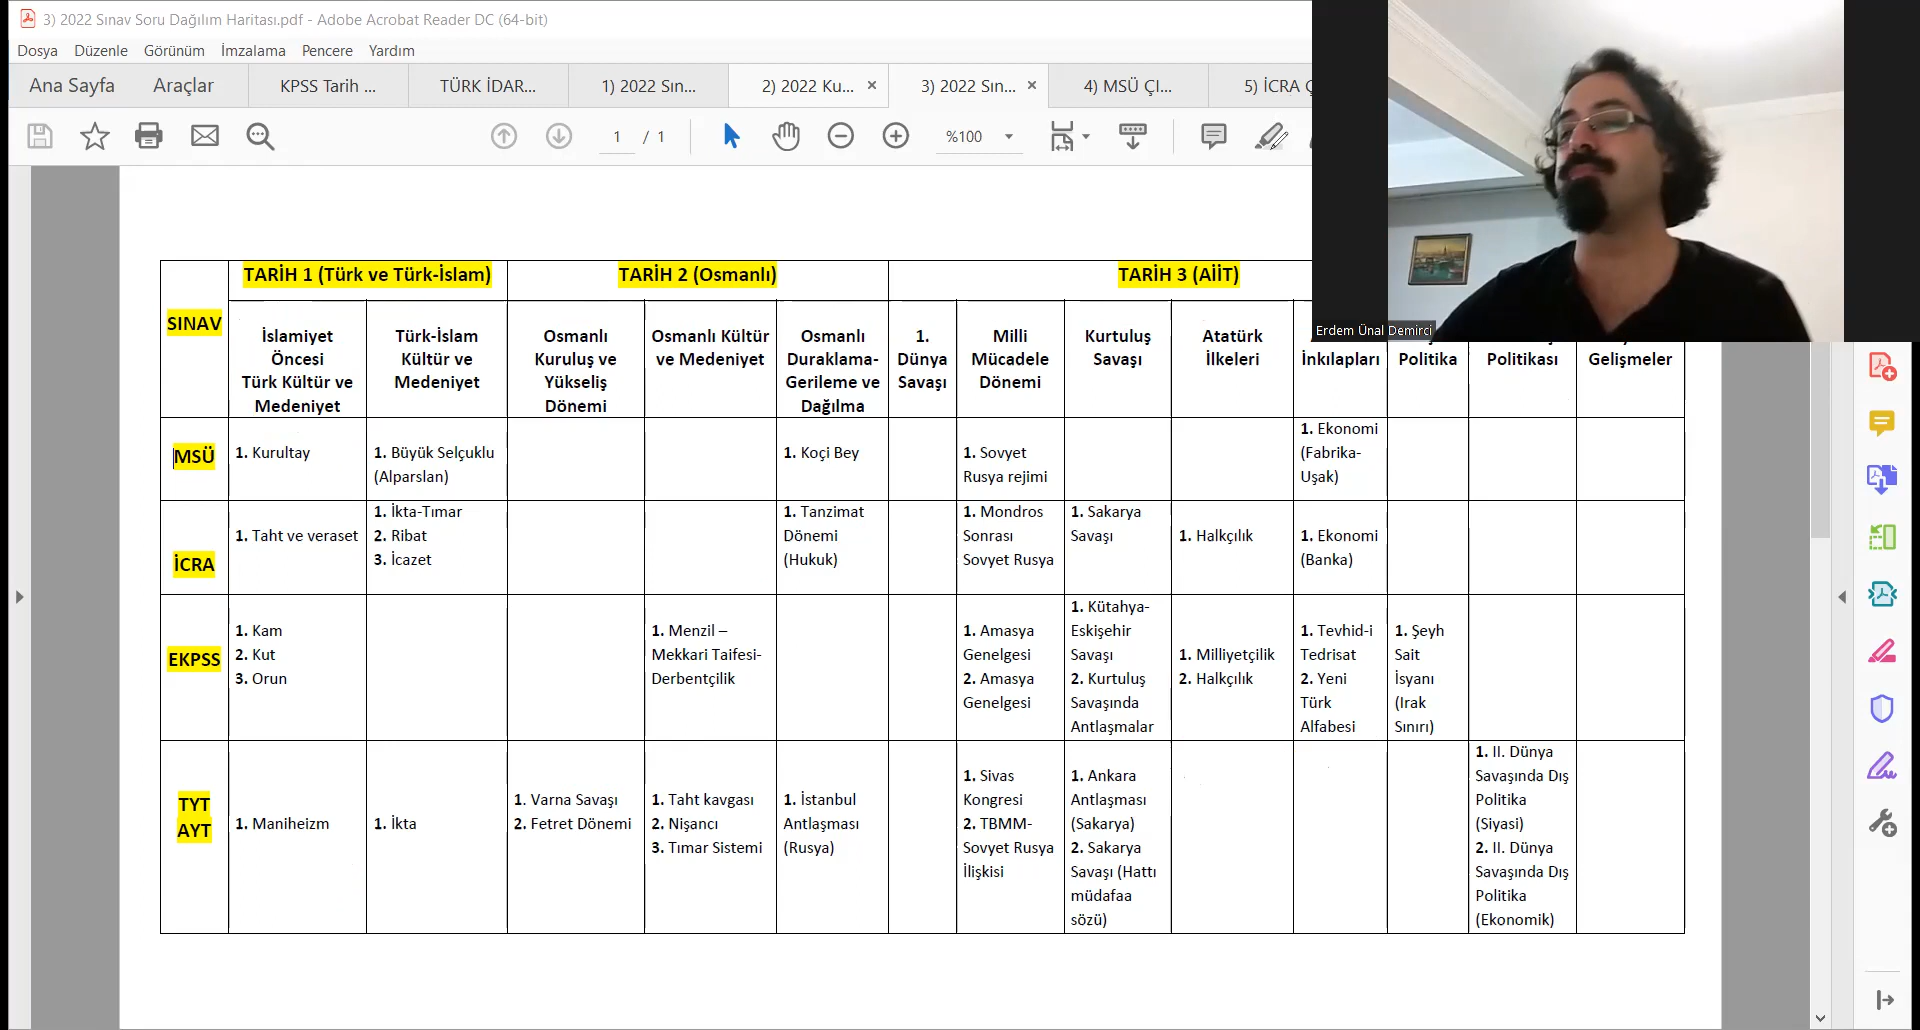 3) 2022 Sınav Soru Dağılım Haritası.pdf - Adobe Acrobat Reader DC (64-bit)
Dosya Düzenle Görünüm İmzalama Pencere Yardım
Ana Sayfa Araçlar KPSS Tarih ... TÜRK İDAR... 1) 2022 Sın... 2) 2022 Ku... 3) 2022 Sın... 4) MSÜ ÇI... 5) İCRA
1 / 1 %100
Erdem Ünal Demirci
SINAV
TARİH 1 (Türk ve Türk-İslam)
TARİH 2 (Osmanlı)
TARİH 3 (AİİT)
İslamiyet
Öncesi
Türk Kültür ve
Medeniyet
Türk-İslam
Kültür ve
Medeniyet
Osmanlı
Kuruluş ve
Yükseliş
Dönemi
Osmanlı Kültür
ve Medeniyet
Osmanlı
Duraklama-
Gerileme ve
Dağılma
1.
Dünya
Savaşı
Milli
Mücadele
Dönemi
Kurtuluş
Savaşı
Atatürk
İlkeleri
İnkılapları
Politika
Politikası
Gelişmeler
MSÜ
1. Kurultay
1. Büyük Selçuklu
(Alparslan)
1. Koçi Bey
1. Sovyet
Rusya rejimi
1. Ekonomi
(Fabrika-
Uşak)
İCRA
1. Taht ve veraset
1. İkta-Tımar
2. Ribat
3. İcazet
1. Tanzimat
Dönemi
(Hukuk)
1. Mondros
Sonrası
Sovyet Rusya
1. Sakarya
Savaşı
1. Halkçılık
1. Ekonomi
(Banka)
EKPSS
1. Kam
2. Kut
3. Orun
1. Menzil –
Mekkari Taifesi-
Derbentçilik
1. Amasya
Genelgesi
2. Amasya
Genelgesi
1. Kütahya-
Eskişehir
Savaşı
2. Kurtuluş
Savaşında
Antlaşmalar
1. Milliyetçilik
2. Halkçılık
1. Tevhid-i
Tedrisat
2. Yeni
Türk
Alfabesi
1. Şeyh
Sait
İsyanı
(Irak
Sınırı)
TYT
AYT
1. Maniheizm
1. İkta
1. Varna Savaşı
2. Fetret Dönemi
1. Taht kavgası
2. Nişancı
3. Tımar Sistemi
1. İstanbul
Antlaşması
(Rusya)
1. Sivas
Kongresi
2. TBMM-
Sovyet Rusya
İlişkisi
1. Ankara
Antlaşması
(Sakarya)
2. Sakarya
Savaşı (Hattı
müdafaa
sözü)
1. II. Dünya
Savaşında Dış
Politika
(Siyasi)
2. II. Dünya
Savaşında Dış
Politika
(Ekonomik)